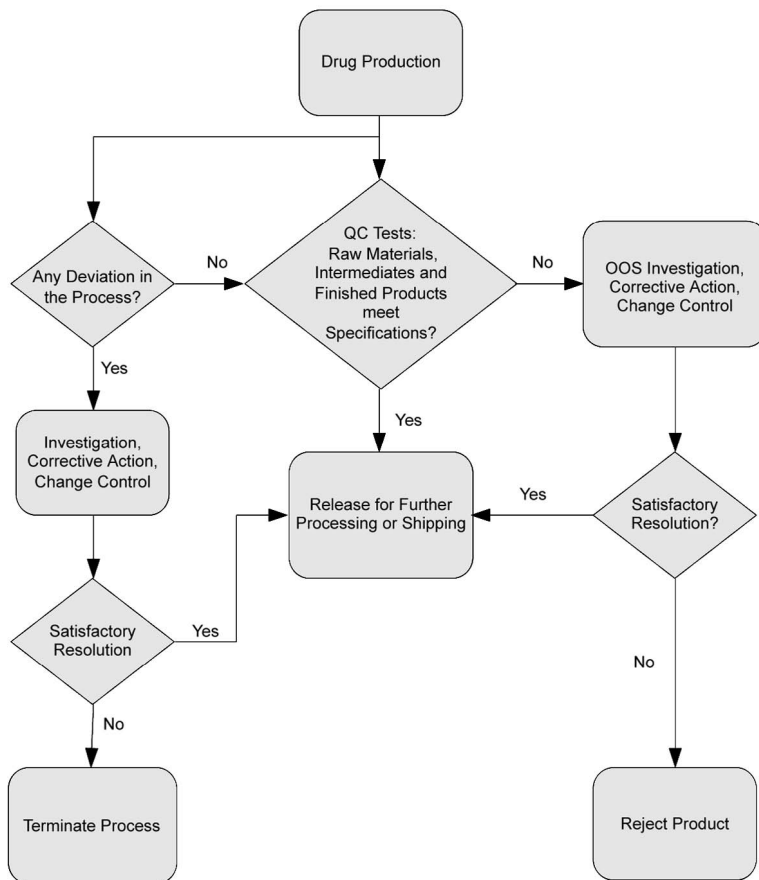 Drug Production
QC Tests:
Raw Materials,
Intermediates and
Finished Products
meet
Specifications?
Any Deviation in
the Process?
No
No
OOS Investigation,
Corrective Action,
Change Control
Yes
Yes
Investigation,
Corrective Action,
Change Control
Release for Further
Processing or Shipping
Yes
Satisfactory
Resolution?
Satisfactory
Resolution
Yes
No
No
Terminate Process
Reject Product